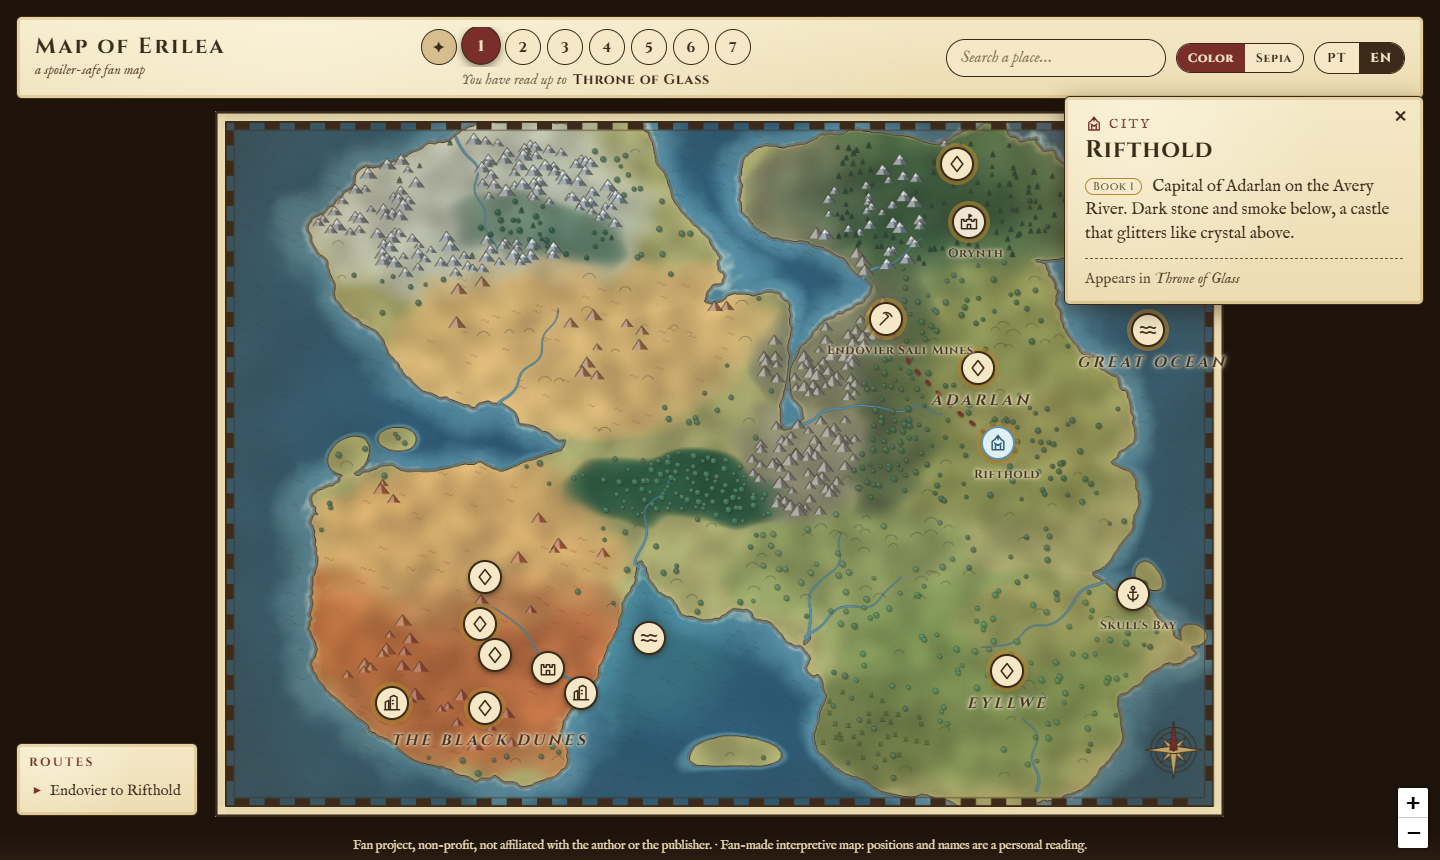 Map of Erilea
a spoiler-safe fan map
✦ 1 2 3 4 5 6 7
You have read up to Throne of Glass
Search a place...
Color Sepia
PT EN
City
×
Rifthold
Book 1 Capital of Adarlan on the Avery
River. Dark stone and smoke below, a castle
that glitters like crystal above.
Appears in Throne of Glass
Orynth
Endovier Salt Mines
Great Ocean
Adarlan
Rifthold
Skull's Bay
Eyllwe
The Black Dunes
Routes
▸ Endovier to Rifthold
+
−
Fan project, non-profit, not affiliated with the author or the publisher. · Fan-made interpretive map: positions and names are a personal reading.